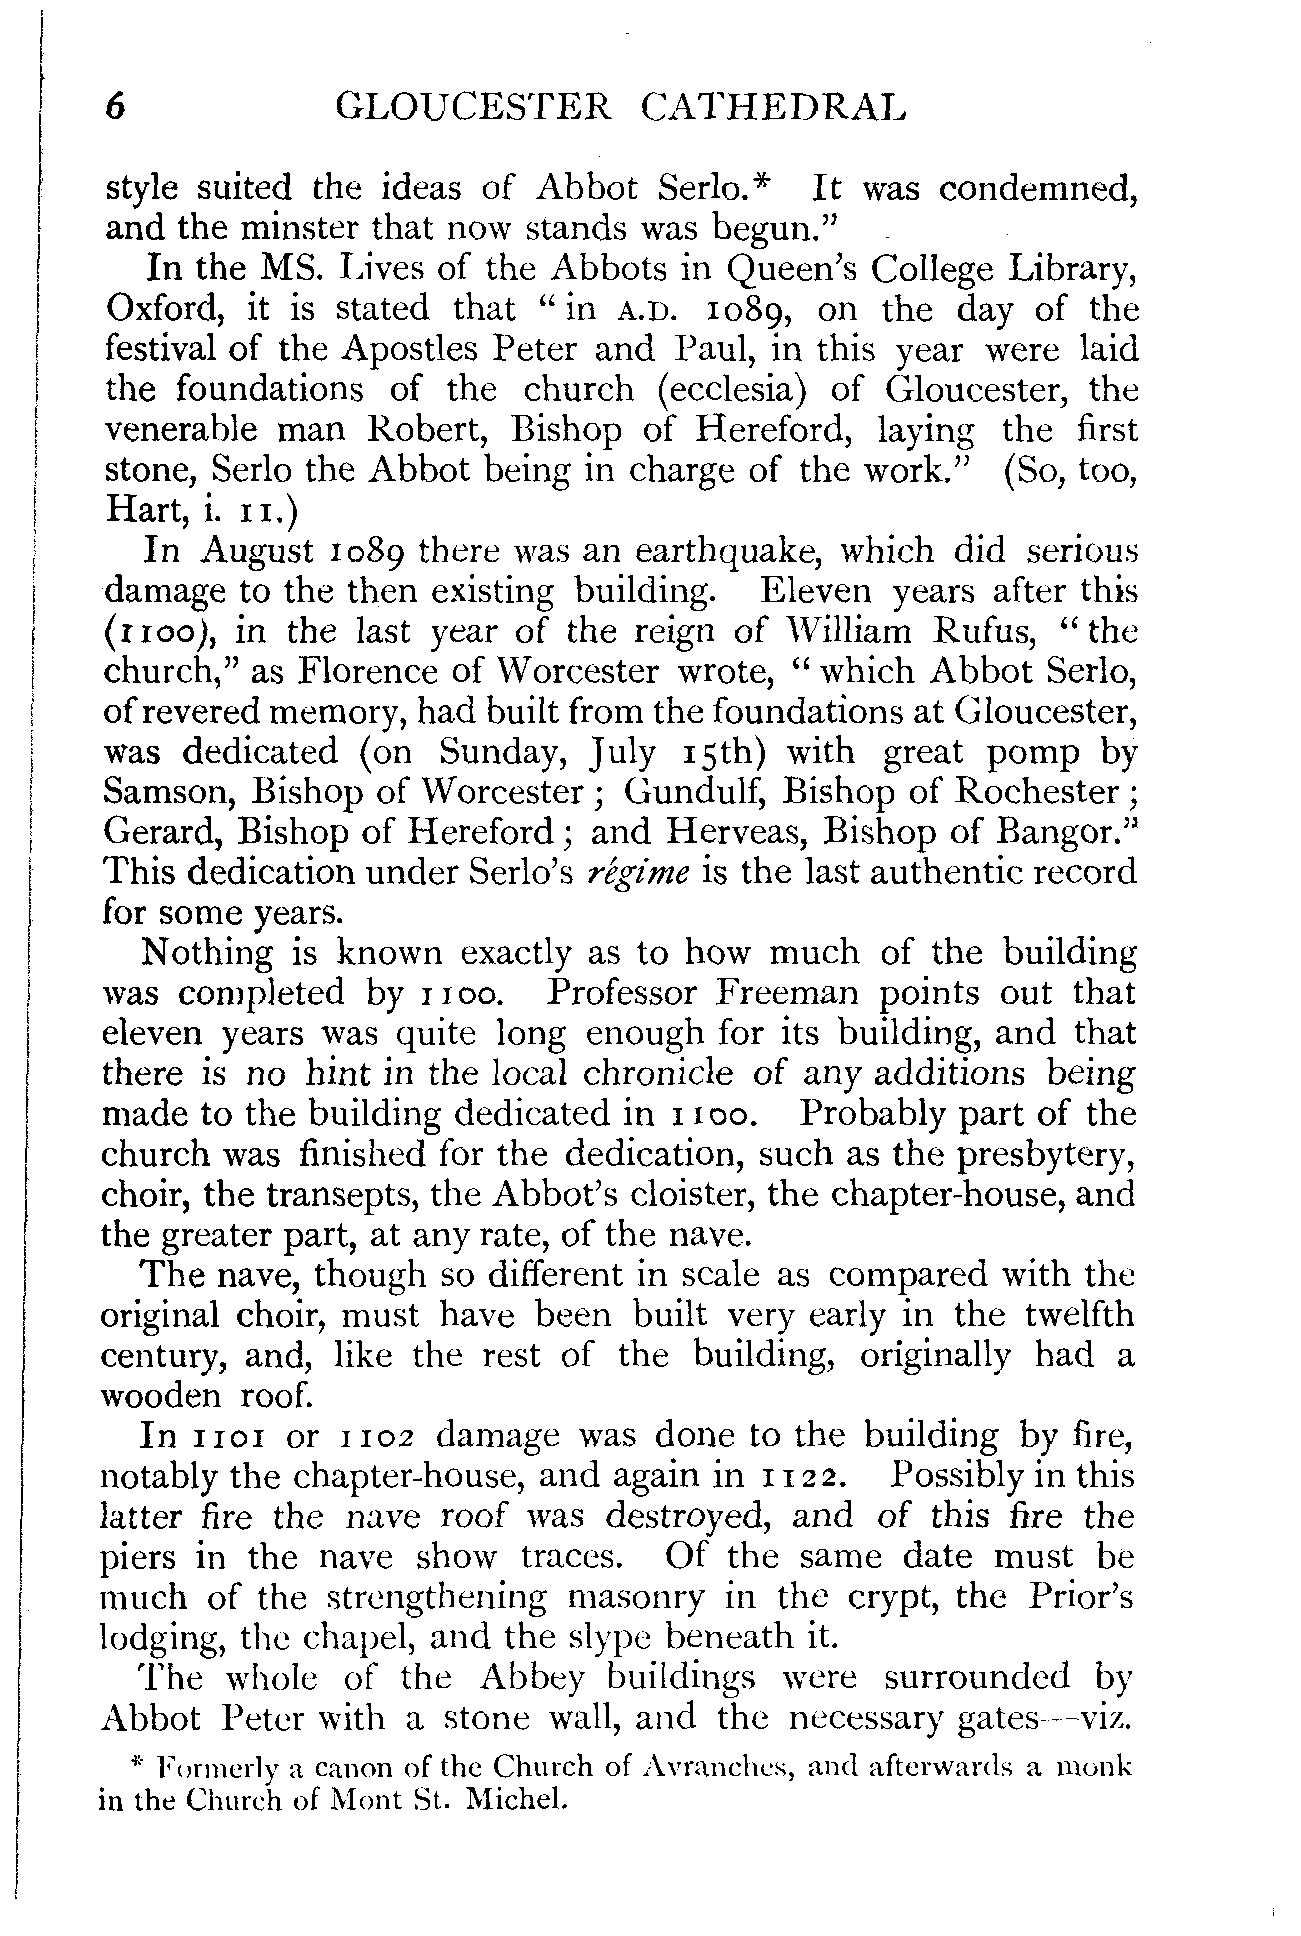 6 GLOUCESTER CATHEDRAL
style suited the ideas of Abbot Serlo.* It was condemned,
and the minster that now stands was begun.”
In the MS. Lives of the Abbots in Queen’s College Library,
Oxford, it is stated that “ in A.D. 1089, on the day of the
festival of the Apostles Peter and Paul, in this year were laid
the foundations of the church (ecclesia) of Gloucester, the
venerable man Robert, Bishop of Hereford, laying the first
stone, Serlo the Abbot being in charge of the work.” (So, too,
Hart, i. 11.)
In August 1089 there was an earthquake, which did serious
damage to the then existing building. Eleven years after this
(1100), in the last year of the reign of William Rufus, “ the
church,” as Florence of Worcester wrote, “ which Abbot Serlo,
of revered memory, had built from the foundations at Gloucester,
was dedicated (on Sunday, July 15th) with great pomp by
Samson, Bishop of Worcester ; Gundulf, Bishop of Rochester ;
Gerard, Bishop of Hereford ; and Herveas, Bishop of Bangor.”
This dedication under Serlo’s régime is the last authentic record
for some years.
Nothing is known exactly as to how much of the building
was completed by 1100. Professor Freeman points out that
eleven years was quite long enough for its building, and that
there is no hint in the local chronicle of any additions being
made to the building dedicated in 1100. Probably part of the
church was finished for the dedication, such as the presbytery,
choir, the transepts, the Abbot’s cloister, the chapter-house, and
the greater part, at any rate, of the nave.
The nave, though so different in scale as compared with the
original choir, must have been built very early in the twelfth
century, and, like the rest of the building, originally had a
wooden roof.
In 1101 or 1102 damage was done to the building by fire,
notably the chapter-house, and again in 1122. Possibly in this
latter fire the nave roof was destroyed, and of this fire the
piers in the nave show traces. Of the same date must be
much of the strengthening masonry in the crypt, the Prior’s
lodging, the chapel, and the slype beneath it.
The whole of the Abbey buildings were surrounded by
Abbot Peter with a stone wall, and the necessary gates—viz.
* Formerly a canon of the Church of Avranches, and afterwards a monk
in the Church of Mont St. Michel.